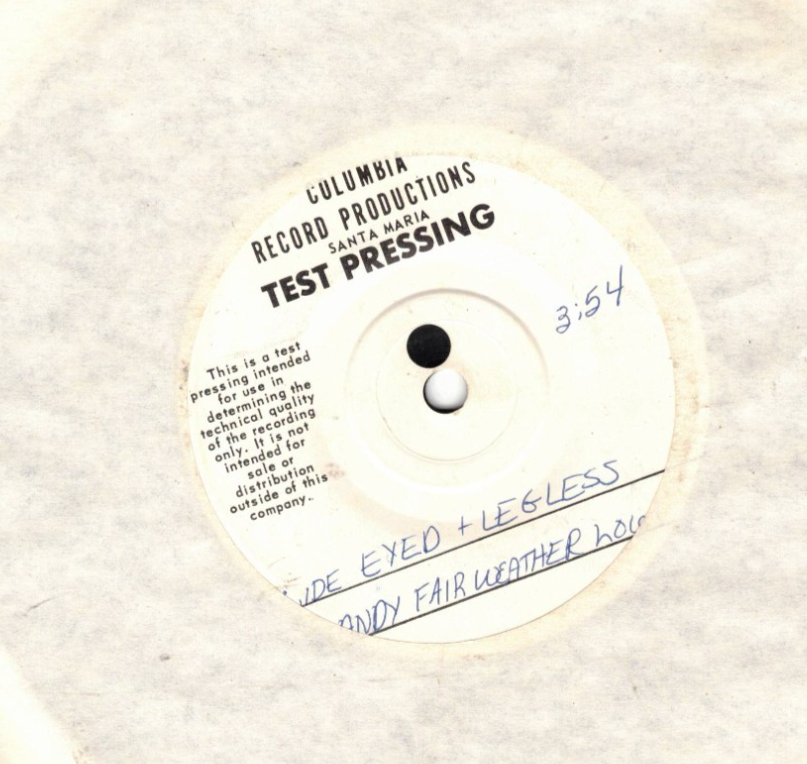 COLUMBIA
RECORD PRODUCTIONS
SANTA MARIA
TEST PRESSING
3:54
This is a test
pressing intended
for use in
determining the
technical quality
of the recording
only. It is not
intended for
sale or
distribution
outside of this
company.
IDE EYED + LEGLESS
ANDY FAIR WEATHER LOW